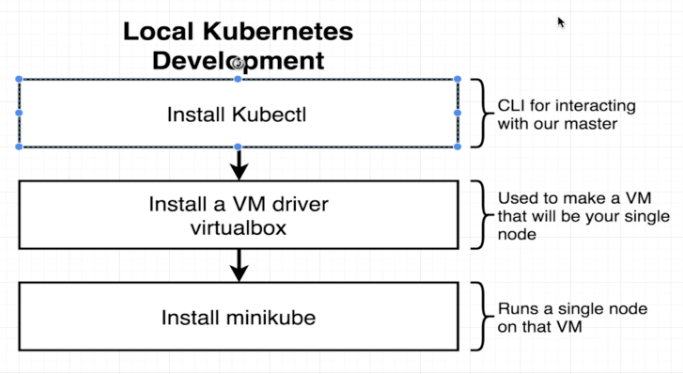 Local Kubernetes
Development
Install Kubectl
CLI for interacting
with our master
Install a VM driver
virtualbox
Used to make a VM
that will be your single
node
Install minikube
Runs a single node
on that VM